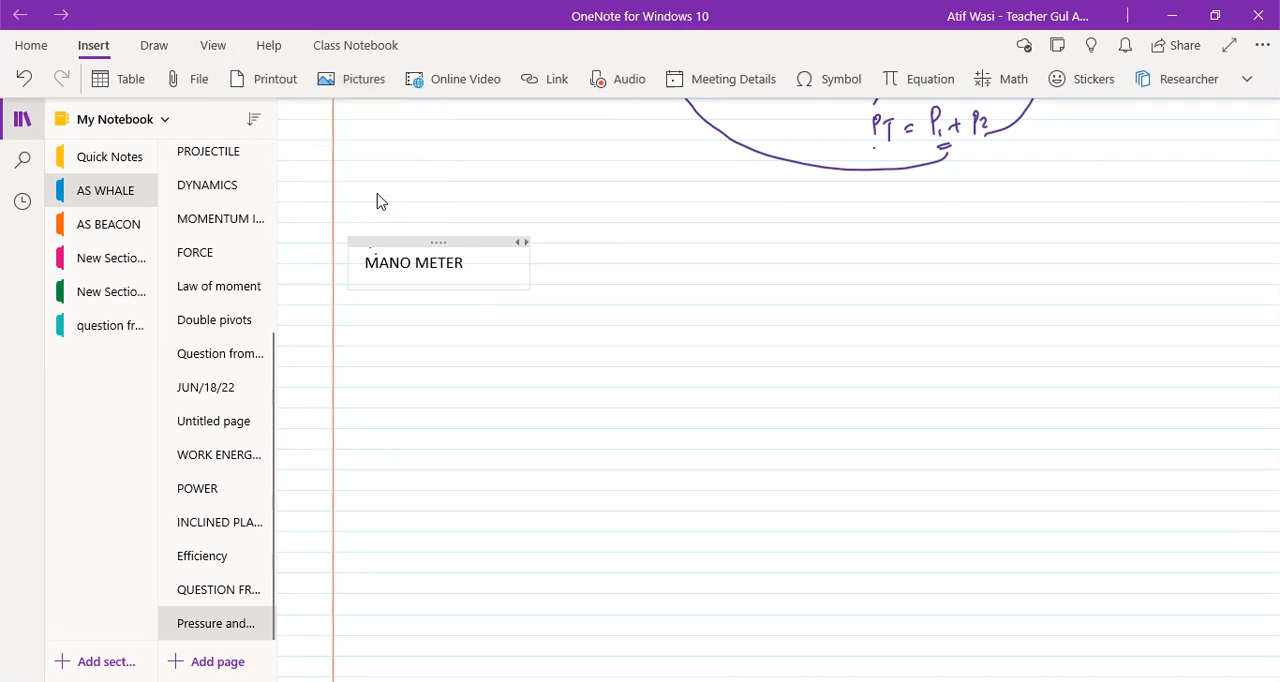 OneNote for Windows 10
Atif Wasi - Teacher Gul A...
Home Insert Draw View Help Class Notebook
Share
Table File Printout Pictures Online Video Link Audio Meeting Details Symbol Equation Math Stickers Researcher
My Notebook
Quick Notes
AS WHALE
AS BEACON
New Sectio...
New Sectio...
question fr...
Add sect...
PROJECTILE
DYNAMICS
MOMENTUM I...
FORCE
Law of moment
Double pivots
Question from...
JUN/18/22
Untitled page
WORK ENERG...
POWER
INCLINED PLA...
Efficiency
QUESTION FR...
Pressure and...
Add page
PT = P1 + P2
MANO METER